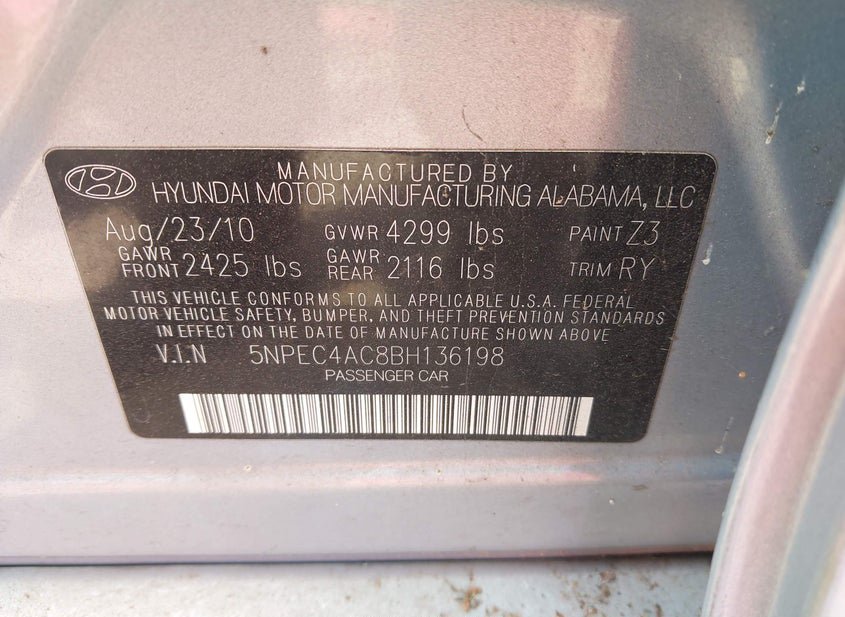 MANUFACTURED BY
HYUNDAI MOTOR MANUFACTURING ALABAMA, LLC
Aug/23/10 GVWR 4299 lbs PAINT Z3
GAWR FRONT 2425 lbs GAWR REAR 2116 lbs TRIM RY
THIS VEHICLE CONFORMS TO ALL APPLICABLE U.S.A. FEDERAL
MOTOR VEHICLE SAFETY, BUMPER, AND THEFT PREVENTION STANDARDS
IN EFFECT ON THE DATE OF MANUFACTURE SHOWN ABOVE
V.I.N 5NPEC4AC8BH136198
PASSENGER CAR